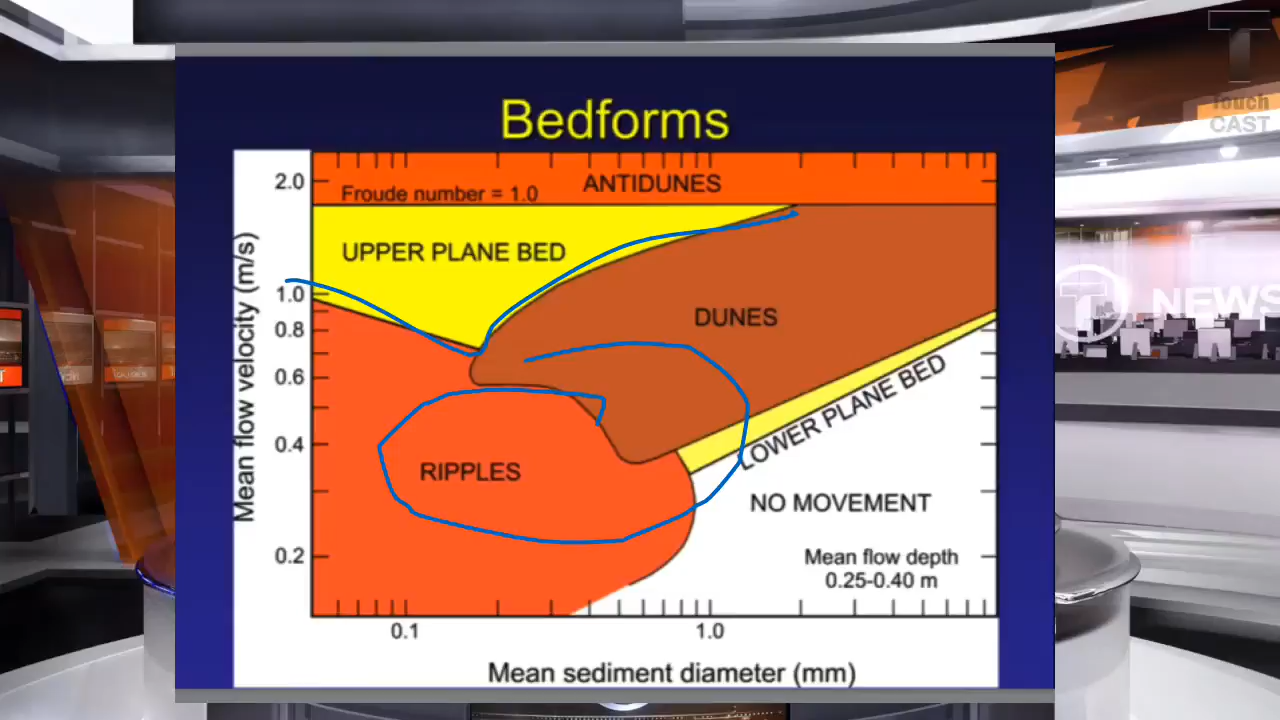 Touch
CAST
Bedforms
2.0
Froude number = 1.0
ANTIDUNES
UPPER PLANE BED
1.0
0.8
DUNES
0.6
LOWER PLANE BED
0.4
RIPPLES
NO MOVEMENT
0.2
Mean flow depth
0.25-0.40 m
0.1
1.0
Mean flow velocity (m/s)
Mean sediment diameter (mm)
T NEWS
T